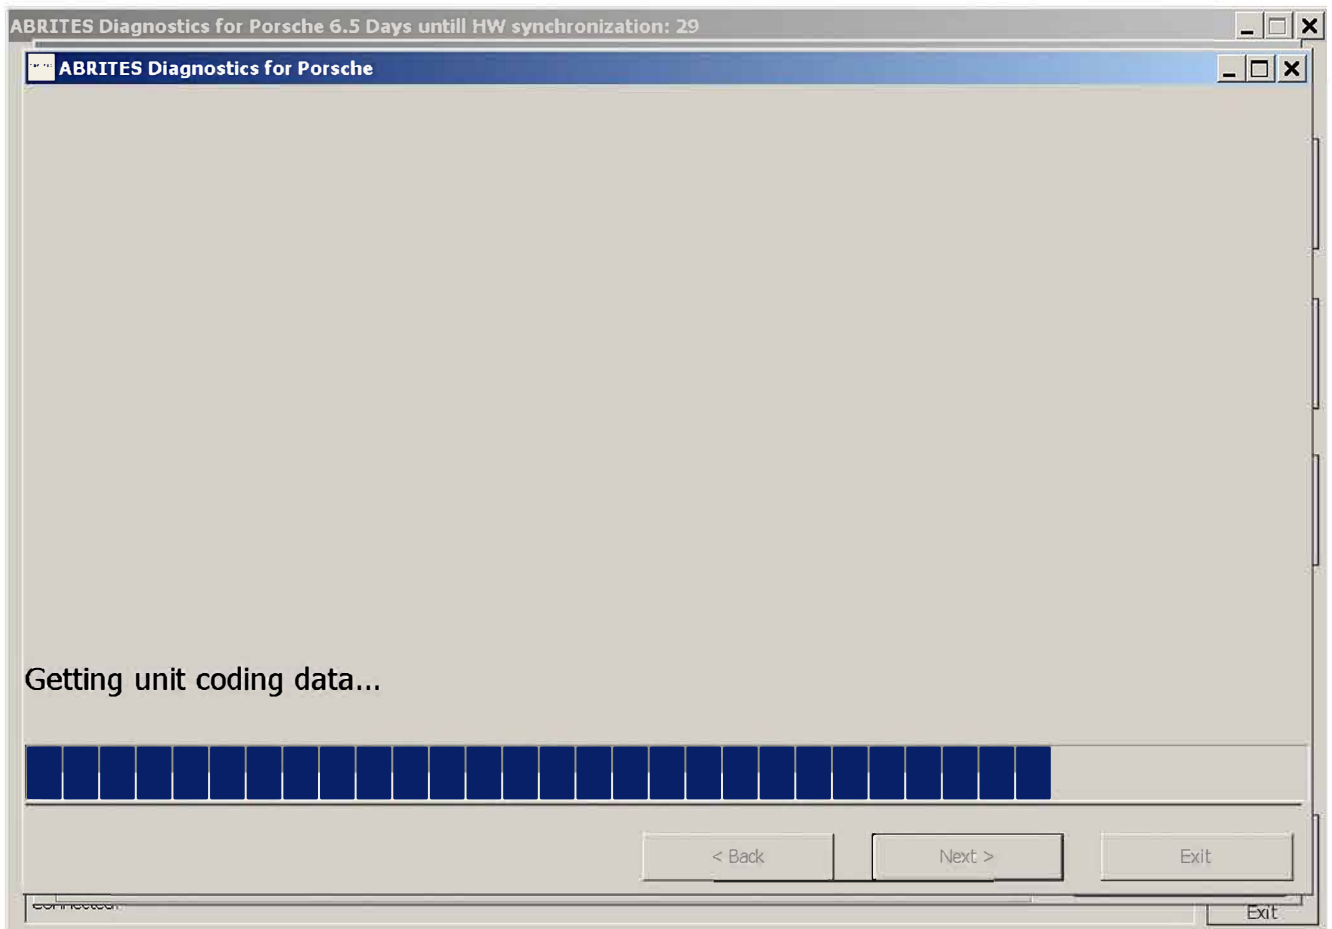 ABRITES Diagnostics for Porsche 6.5 Days untill HW synchronization: 29
ABRITES Diagnostics for Porsche
Getting unit coding data...
< Back
Next >
Exit
Exit